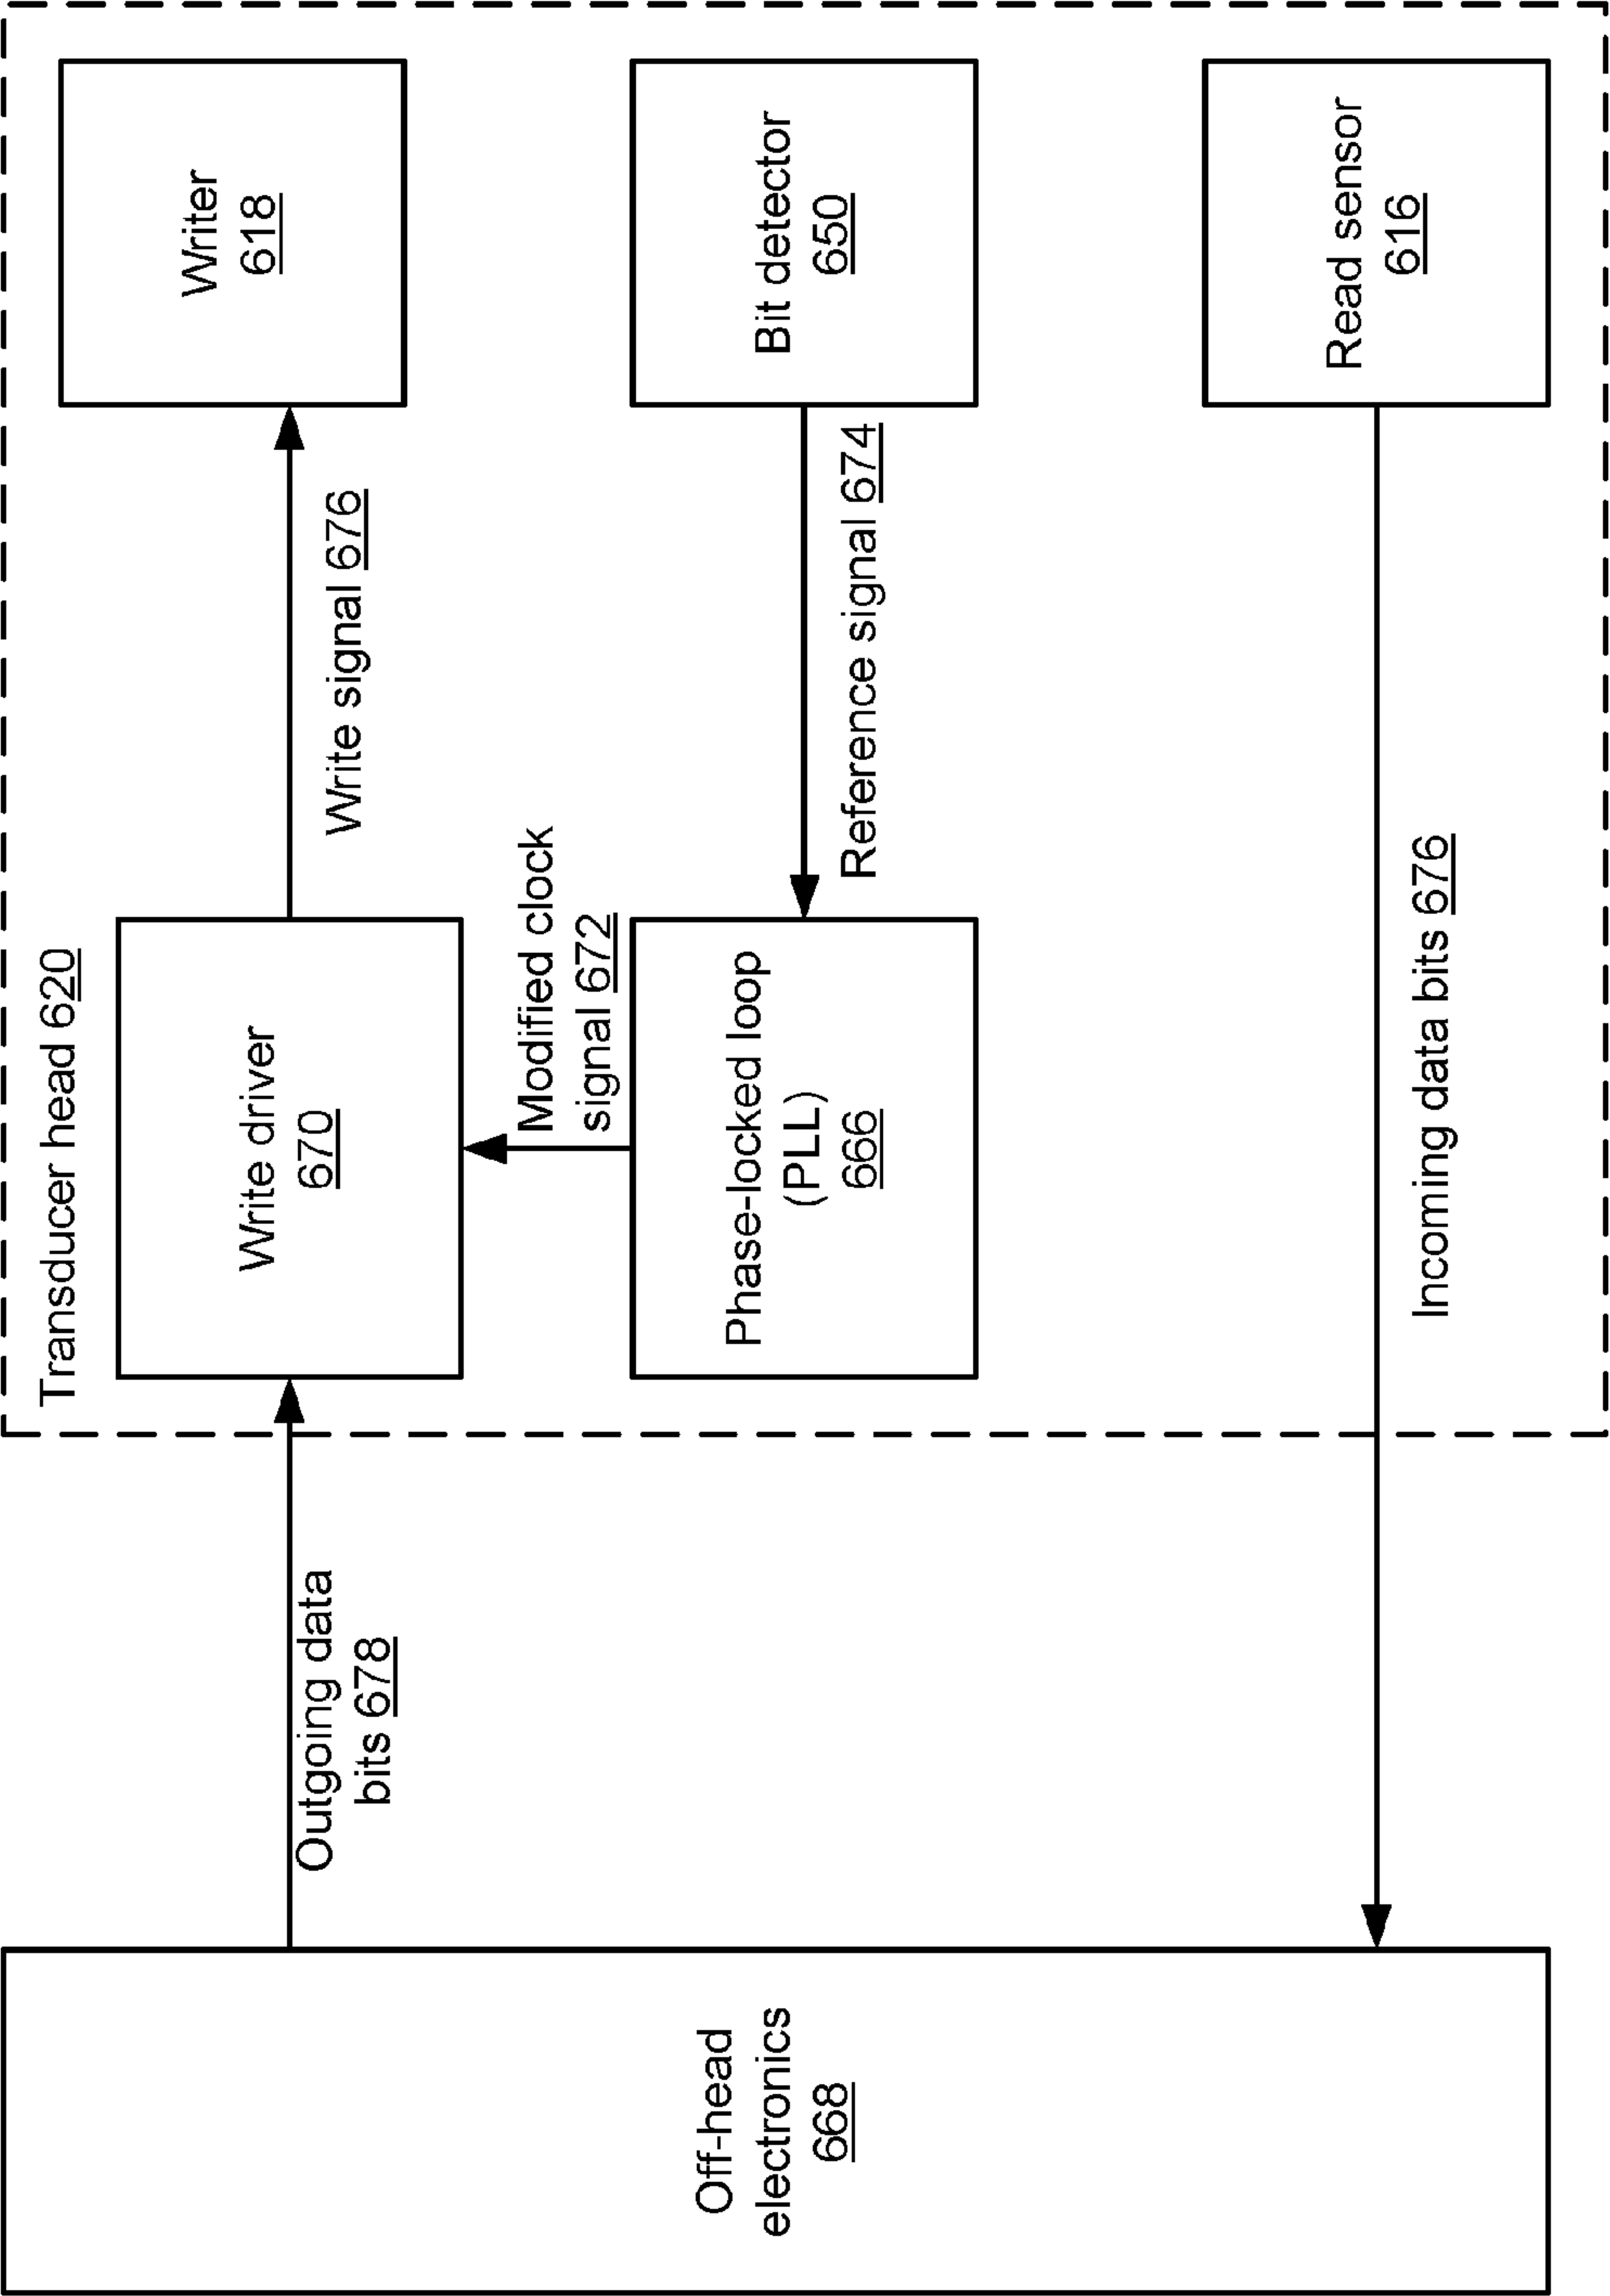 Transducer head 620
Writer
618
Write signal 676
Write driver
670
Outgoing data
bits 678
Modified clock
signal 672
Bit detector
650
Reference signal 674
Phase-locked loop
(PLL)
666
Off-head
electronics
668
Read sensor
616
Incoming data bits 676